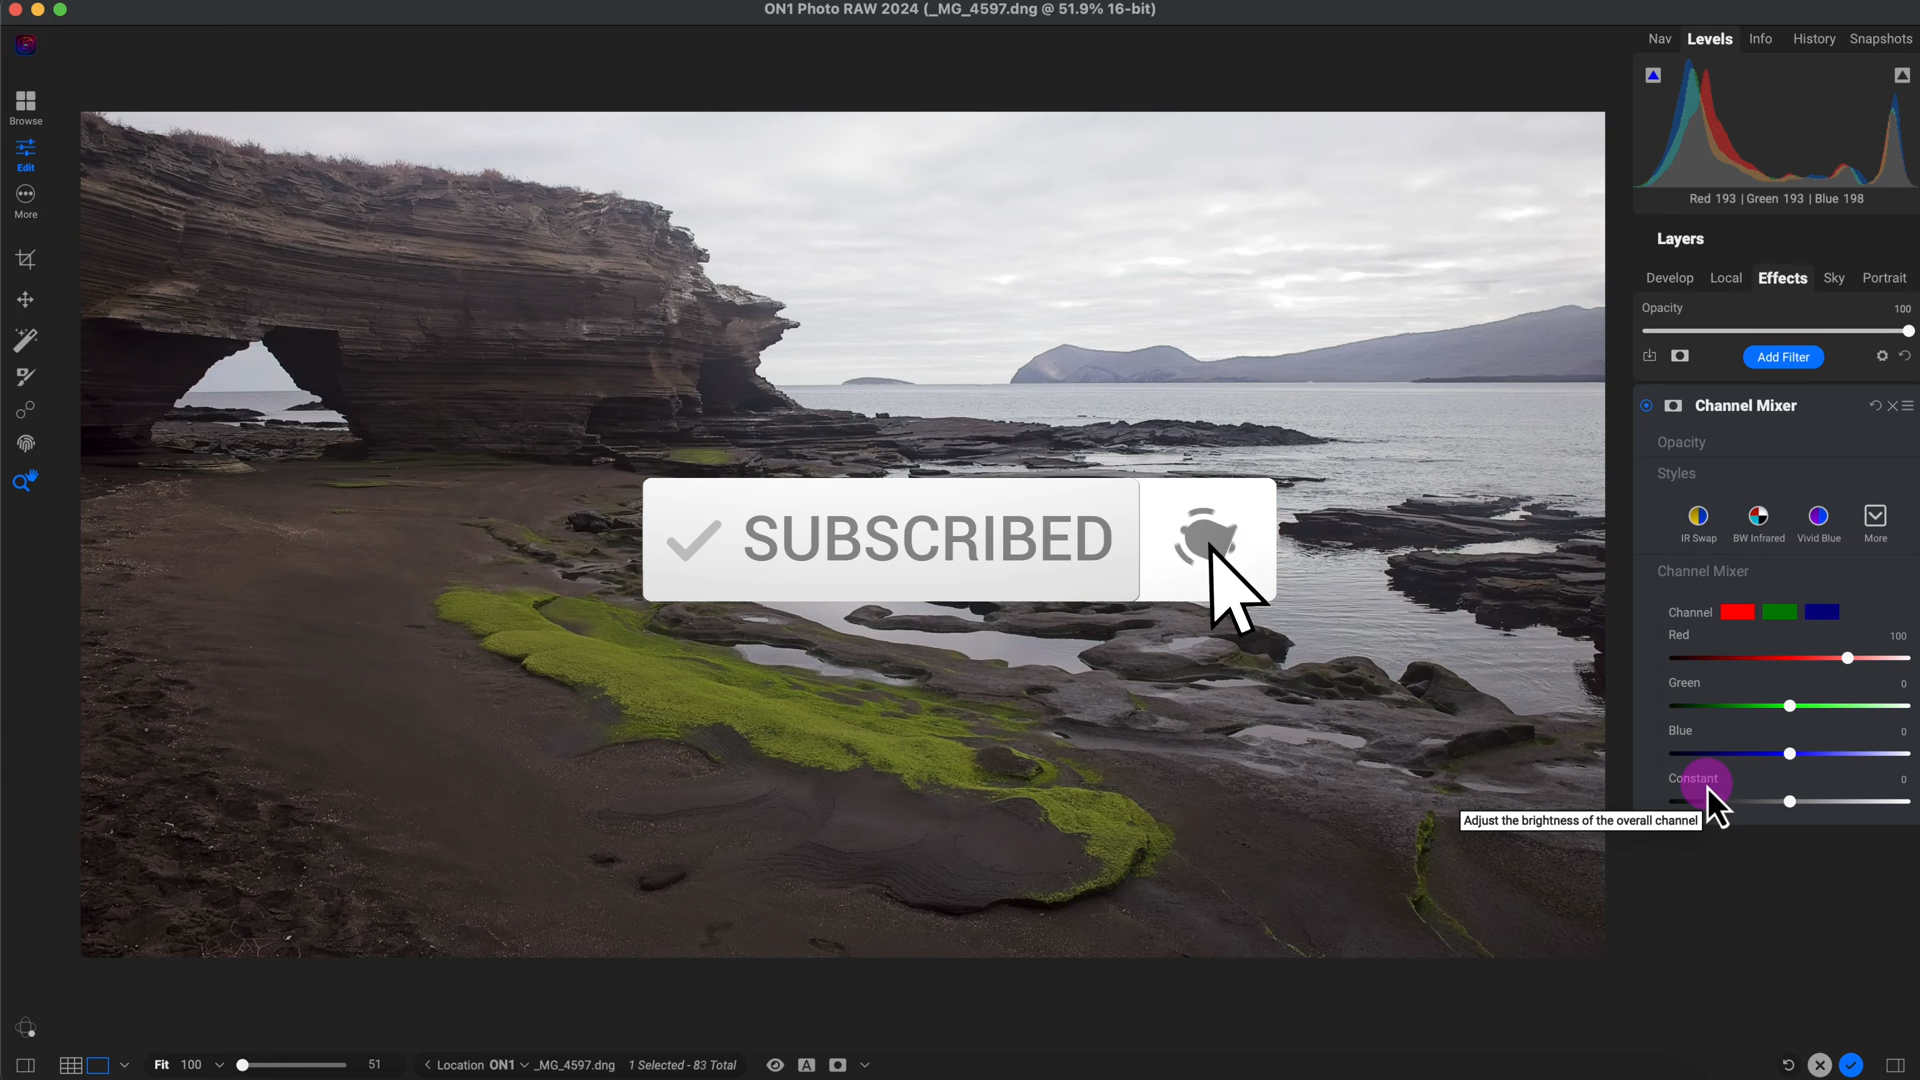 ON1 Photo RAW 2024 (_MG_4597.dng @ 51.9% 16-bit)
Nav Levels Info History Snapshots
Browse
Edit
More
Red 193 | Green 193 | Blue 198
Layers
Develop Local Effects Sky Portrait
Opacity 100
Add Filter
Channel Mixer
Opacity
Styles
IR Swap BW Infrared Vivid Blue More
Channel Mixer
Channel
Red 100
Green 0
Blue 0
Constant 0
Adjust the brightness of the overall channel
SUBSCRIBED
Fit 100 51 Location ON1 _MG_4597.dng 1 Selected - 83 Total A